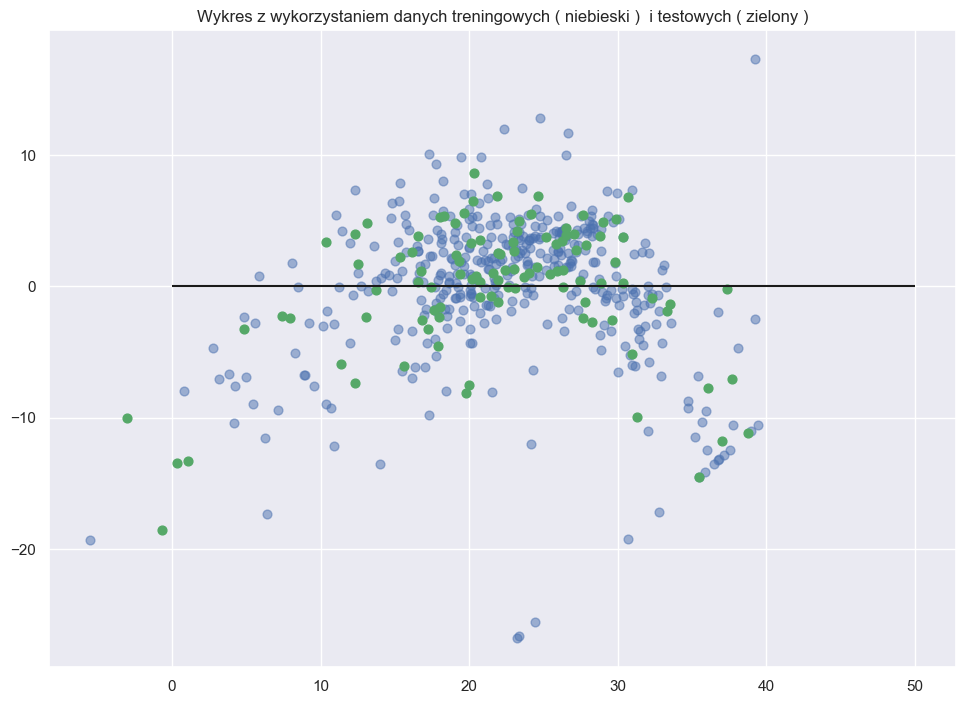 Wykres z wykorzystaniem danych treningowych ( niebieski )  i testowych ( zielony )
10
0
−10
−20
0 10 20 30 40 50